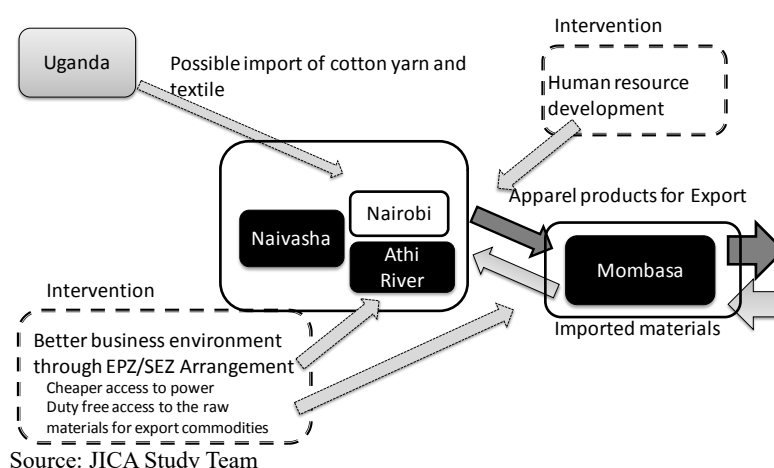 Intervention
Uganda
Possible import of cotton yarn and
textile
Human resource
development
Apparel products for Export
Nairobi
Naivasha
Athi
River
Mombasa
Imported materials
Intervention
Better business environment
through EPZ/SEZ Arrangement
Cheaper access to power
Duty free access to the raw
materials for export commodities
Source: JICA Study Team